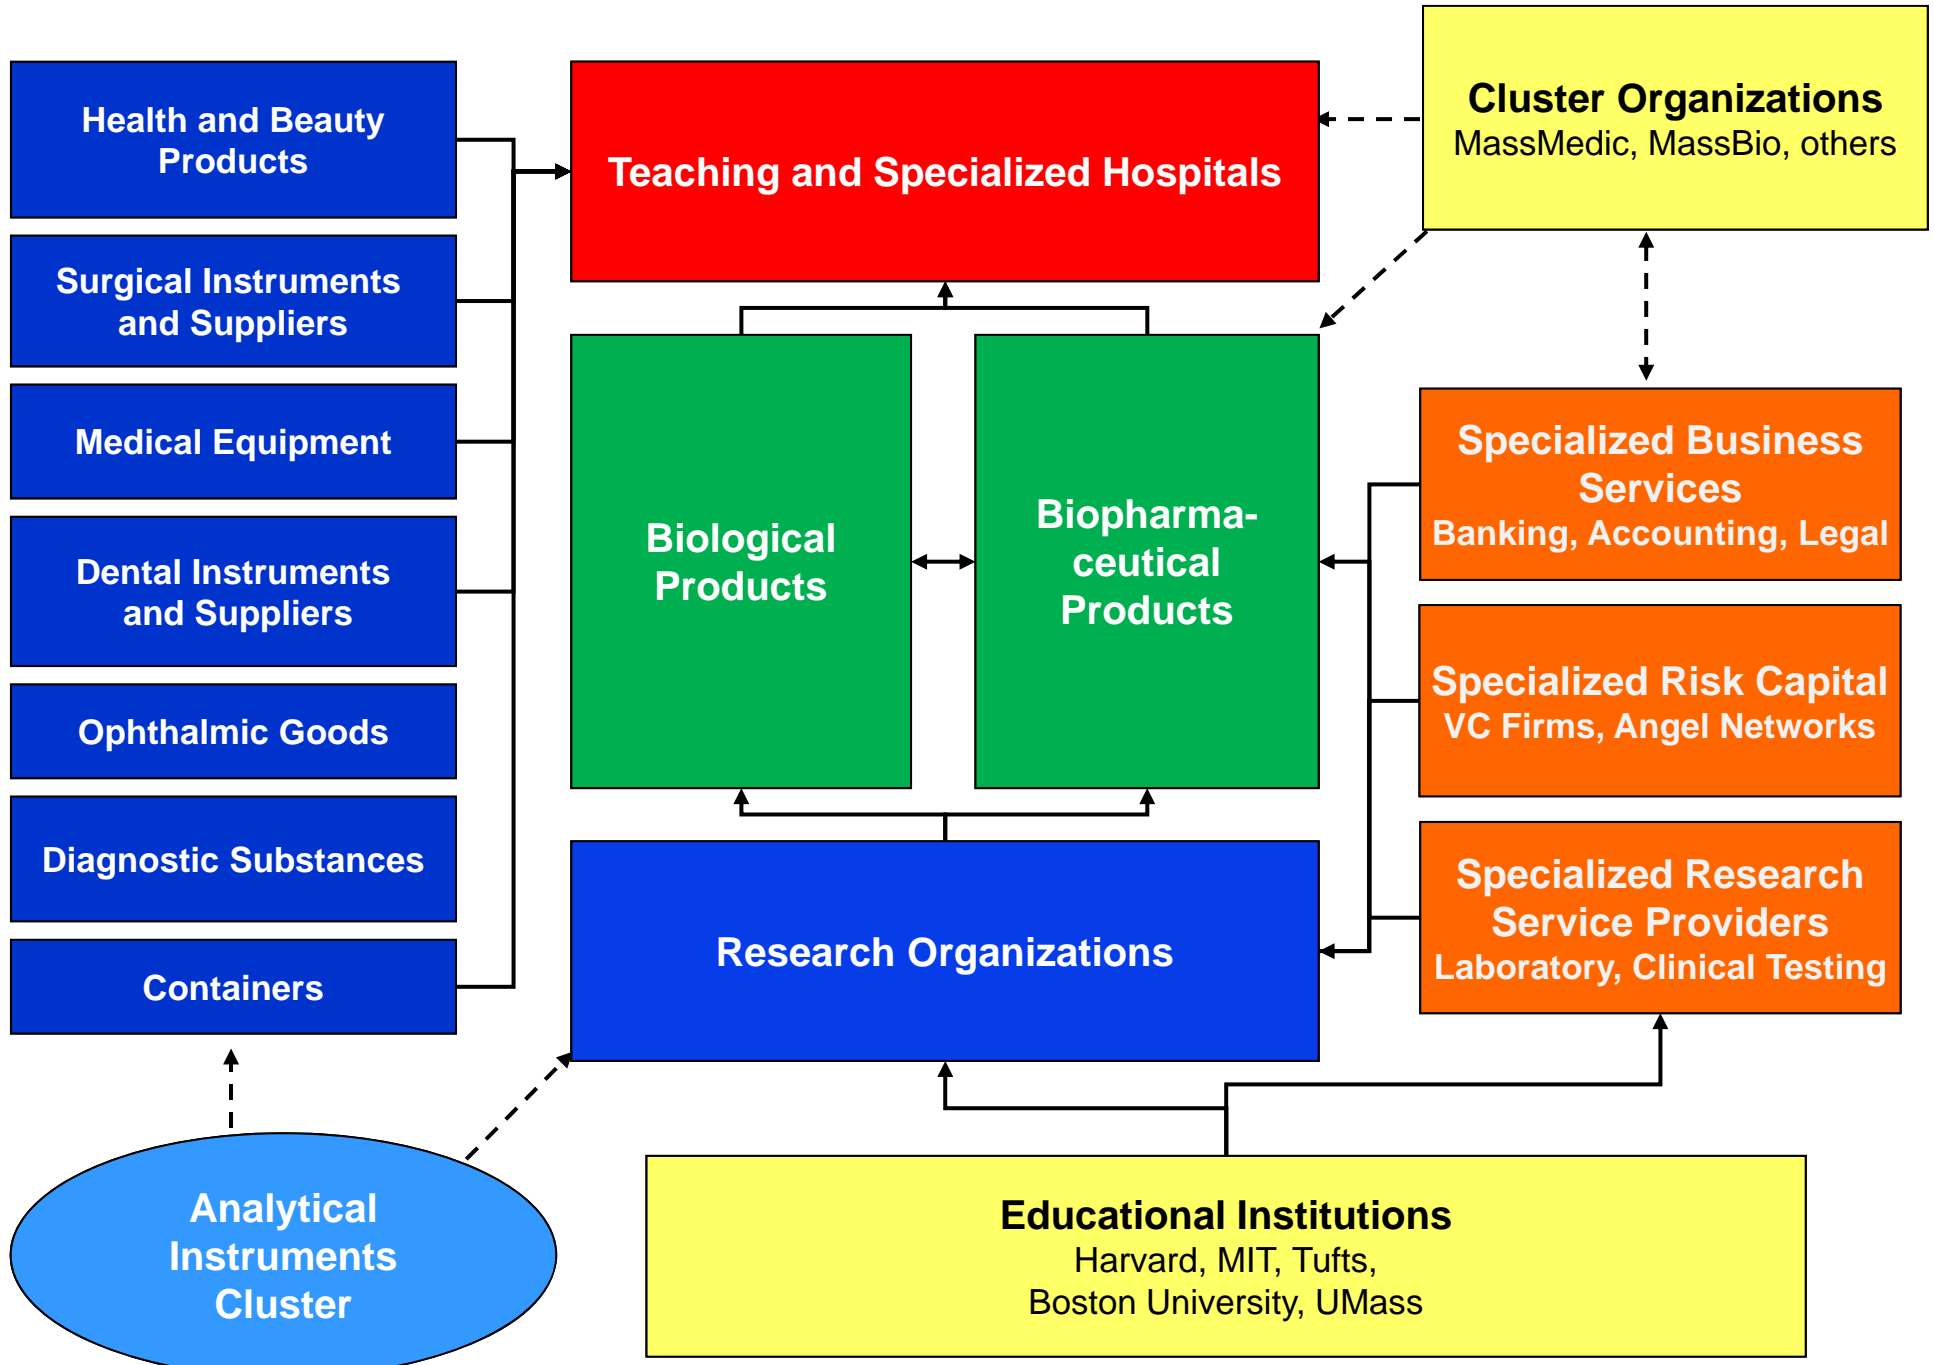 Health and Beauty
Products
Surgical Instruments
and Suppliers
Medical Equipment
Dental Instruments
and Suppliers
Ophthalmic Goods
Diagnostic Substances
Containers
Analytical
Instruments
Cluster
Teaching and Specialized Hospitals
Biological
Products
Biopharma-
ceutical
Products
Research Organizations
Educational Institutions
Harvard, MIT, Tufts,
Boston University, UMass
Cluster Organizations
MassMedic, MassBio, others
Specialized Business
Services
Banking, Accounting, Legal
Specialized Risk Capital
VC Firms, Angel Networks
Specialized Research
Service Providers
Laboratory, Clinical Testing